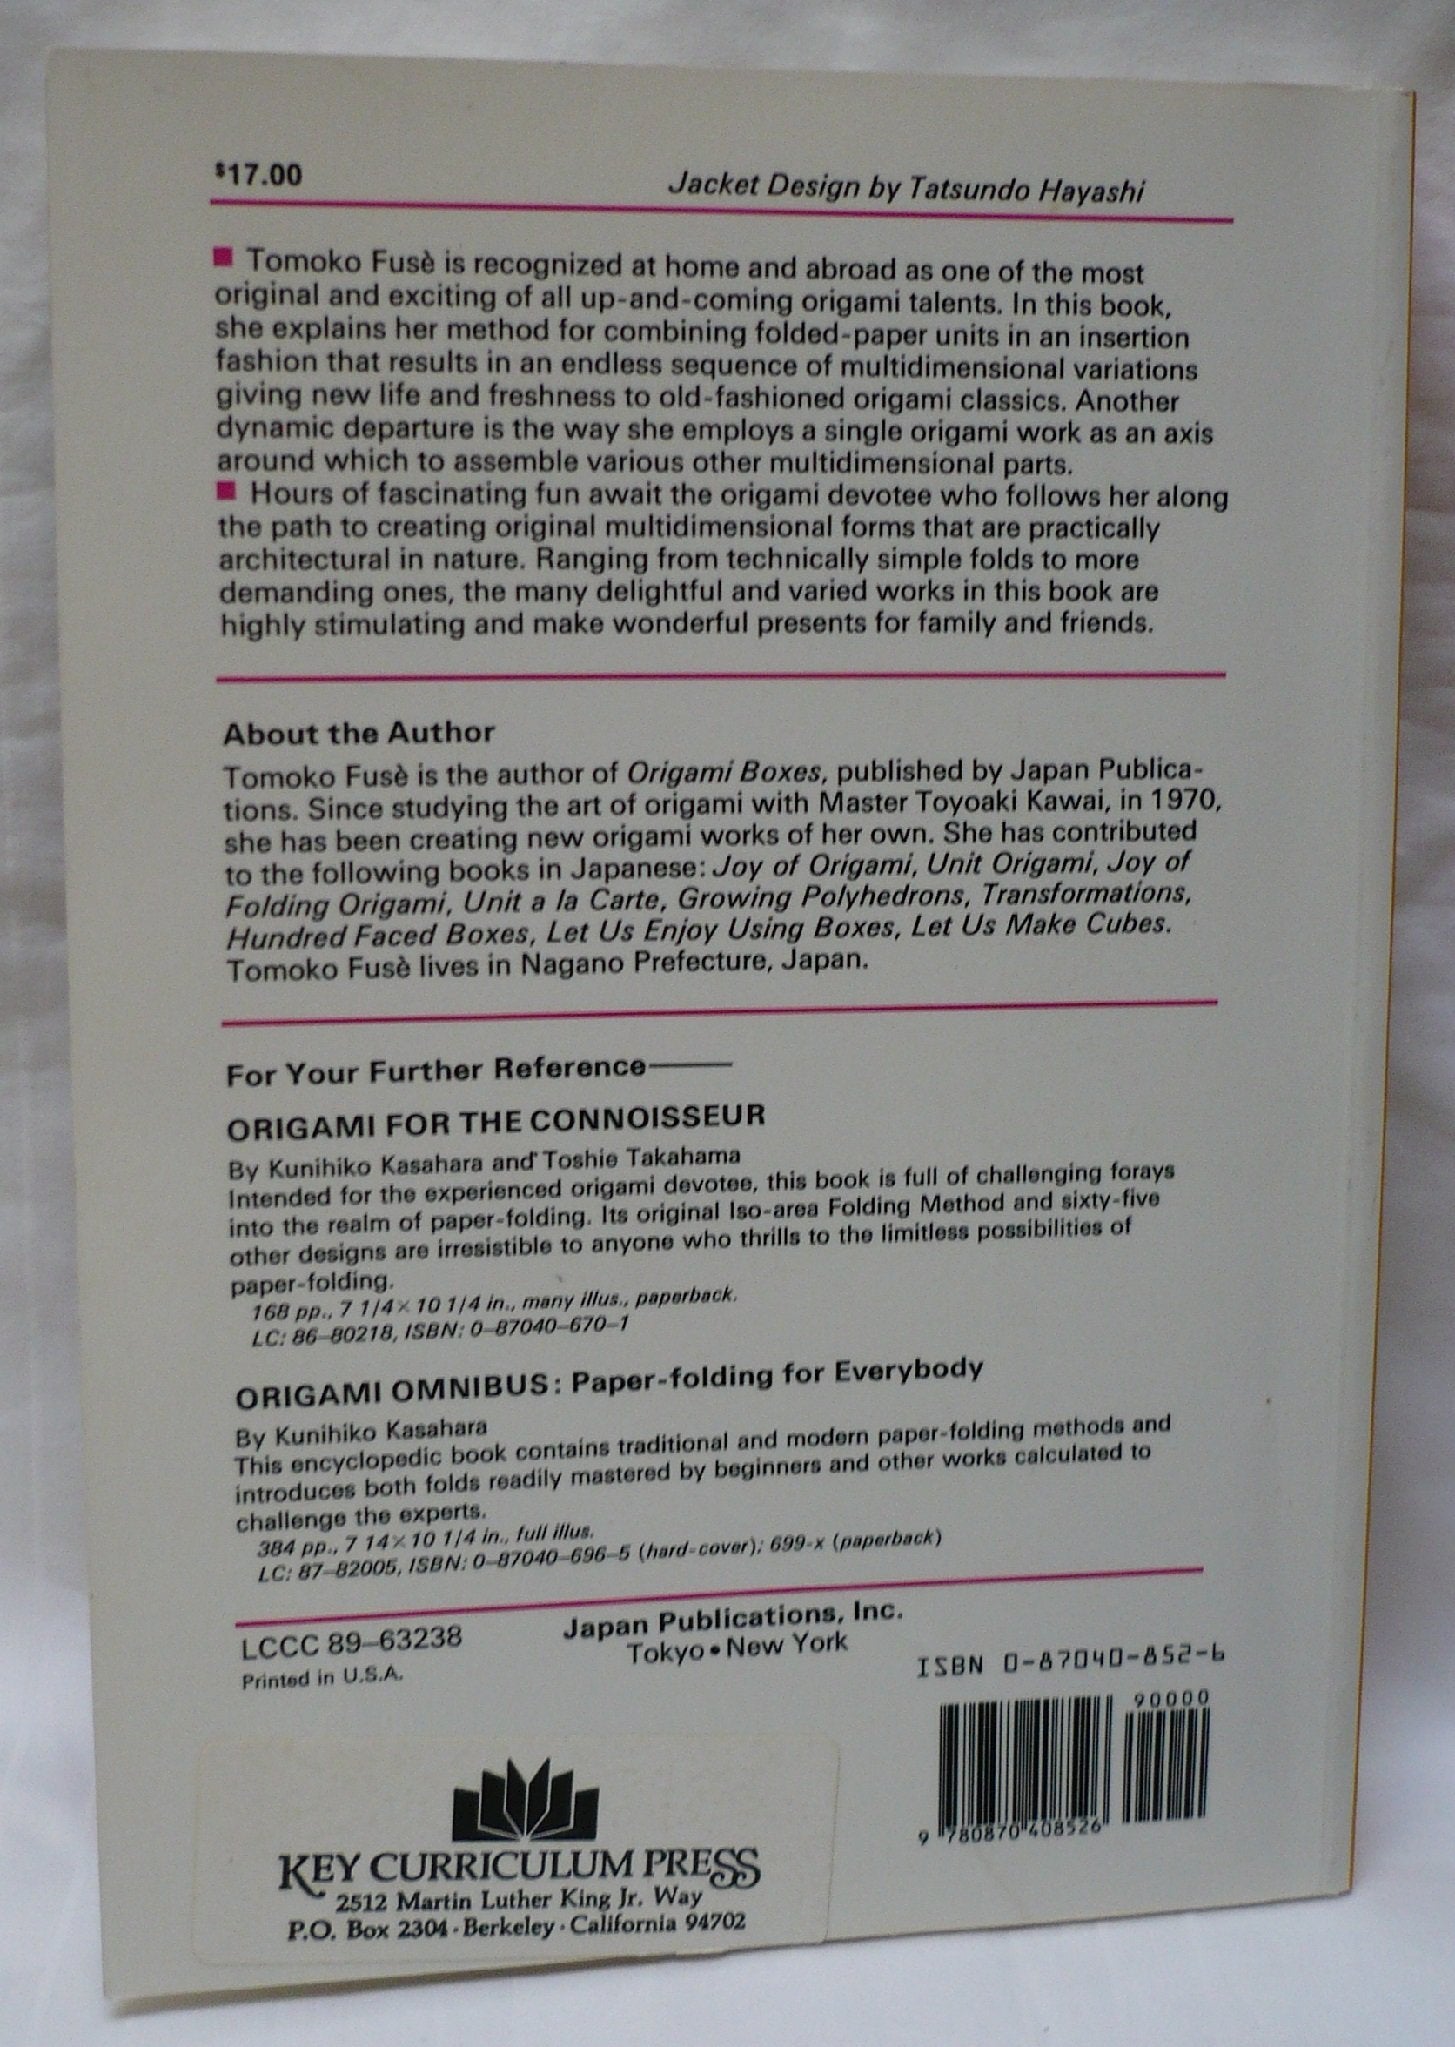 $17.00
Jacket Design by Tatsundo Hayashi
■ Tomoko Fusè is recognized at home and abroad as one of the most
original and exciting of all up-and-coming origami talents. In this book,
she explains her method for combining folded-paper units in an insertion
fashion that results in an endless sequence of multidimensional variations
giving new life and freshness to old-fashioned origami classics. Another
dynamic departure is the way she employs a single origami work as an axis
around which to assemble various other multidimensional parts.
■ Hours of fascinating fun await the origami devotee who follows her along
the path to creating original multidimensional forms that are practically
architectural in nature. Ranging from technically simple folds to more
demanding ones, the many delightful and varied works in this book are
highly stimulating and make wonderful presents for family and friends.
About the Author
Tomoko Fusè is the author of Origami Boxes, published by Japan Publica-
tions. Since studying the art of origami with Master Toyoaki Kawai, in 1970,
she has been creating new origami works of her own. She has contributed
to the following books in Japanese: Joy of Origami, Unit Origami, Joy of
Folding Origami, Unit a la Carte, Growing Polyhedrons, Transformations,
Hundred Faced Boxes, Let Us Enjoy Using Boxes, Let Us Make Cubes.
Tomoko Fusè lives in Nagano Prefecture, Japan.
For Your Further Reference——
ORIGAMI FOR THE CONNOISSEUR
By Kunihiko Kasahara and Toshie Takahama
Intended for the experienced origami devotee, this book is full of challenging forays
into the realm of paper-folding. Its original Iso-area Folding Method and sixty-five
other designs are irresistible to anyone who thrills to the limitless possibilities of
paper-folding.
168 pp., 7 1/4×10 1/4 in., many illus., paperback.
LC: 86-80218, ISBN: 0-87040-670-1
ORIGAMI OMNIBUS: Paper-folding for Everybody
By Kunihiko Kasahara
This encyclopedic book contains traditional and modern paper-folding methods and
introduces both folds readily mastered by beginners and other works calculated to
challenge the experts.
384 pp., 7 14×10 1/4 in., full illus.
LC: 87-82005, ISBN: 0-87040-696-5 (hard-cover); 699-x (paperback)
LCCC 89-63238
Printed in U.S.A.
Japan Publications, Inc.
Tokyo • New York
ISBN 0-87040-852-6
90000
9 780870 408526
KEY CURRICULUM PRESS
2512 Martin Luther King Jr. Way
P.O. Box 2304 · Berkeley · California 94702